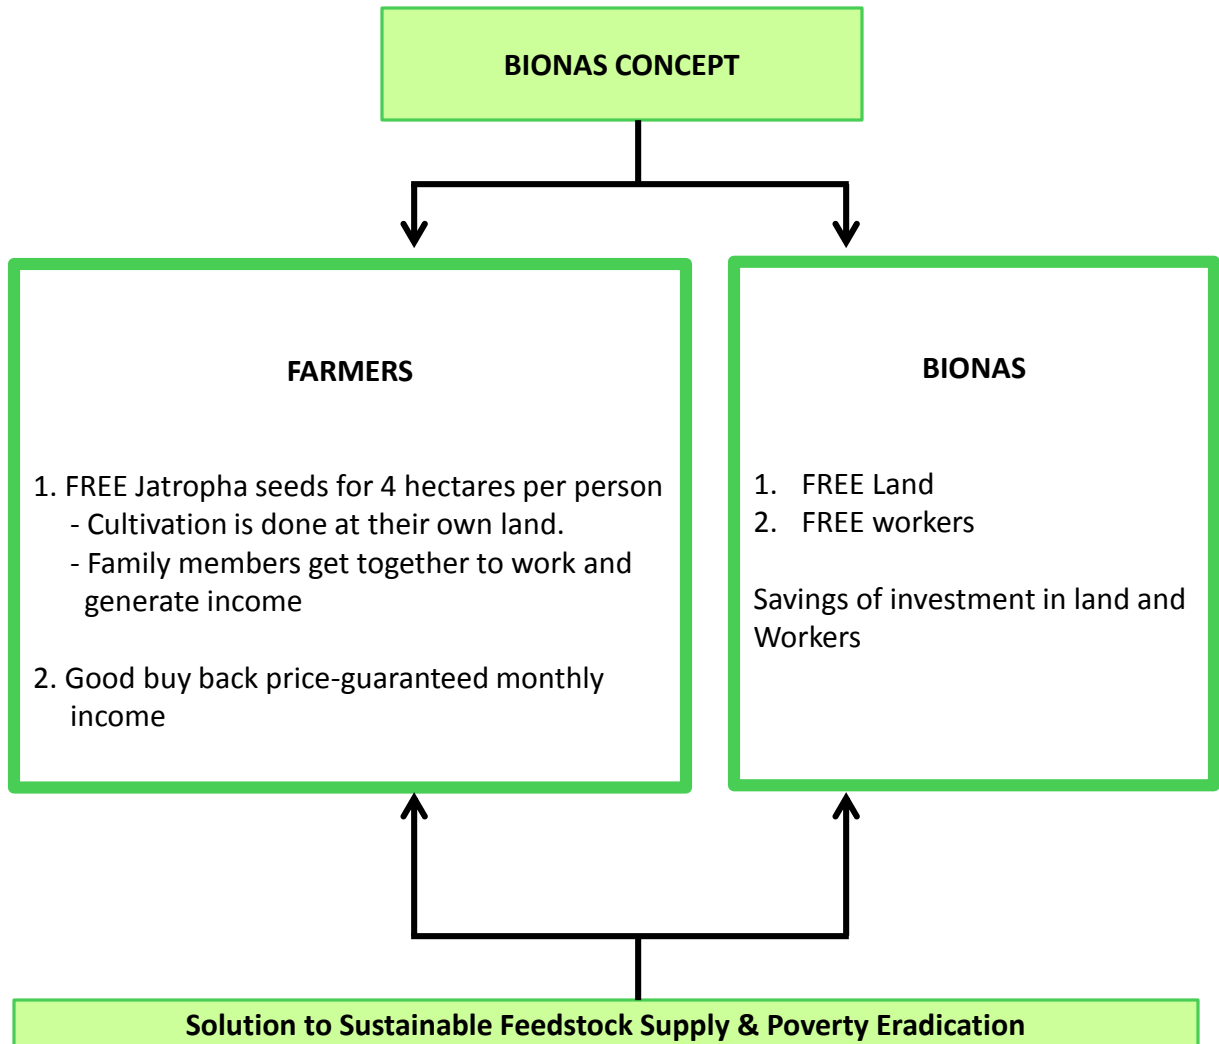 BIONAS CONCEPT
FARMERS
1. FREE Jatropha seeds for 4 hectares per person
- Cultivation is done at their own land.
- Family members get together to work and
generate income
2. Good buy back price-guaranteed monthly
income
BIONAS
1. FREE Land
2. FREE workers
Savings of investment in land and
Workers
Solution to Sustainable Feedstock Supply & Poverty Eradication